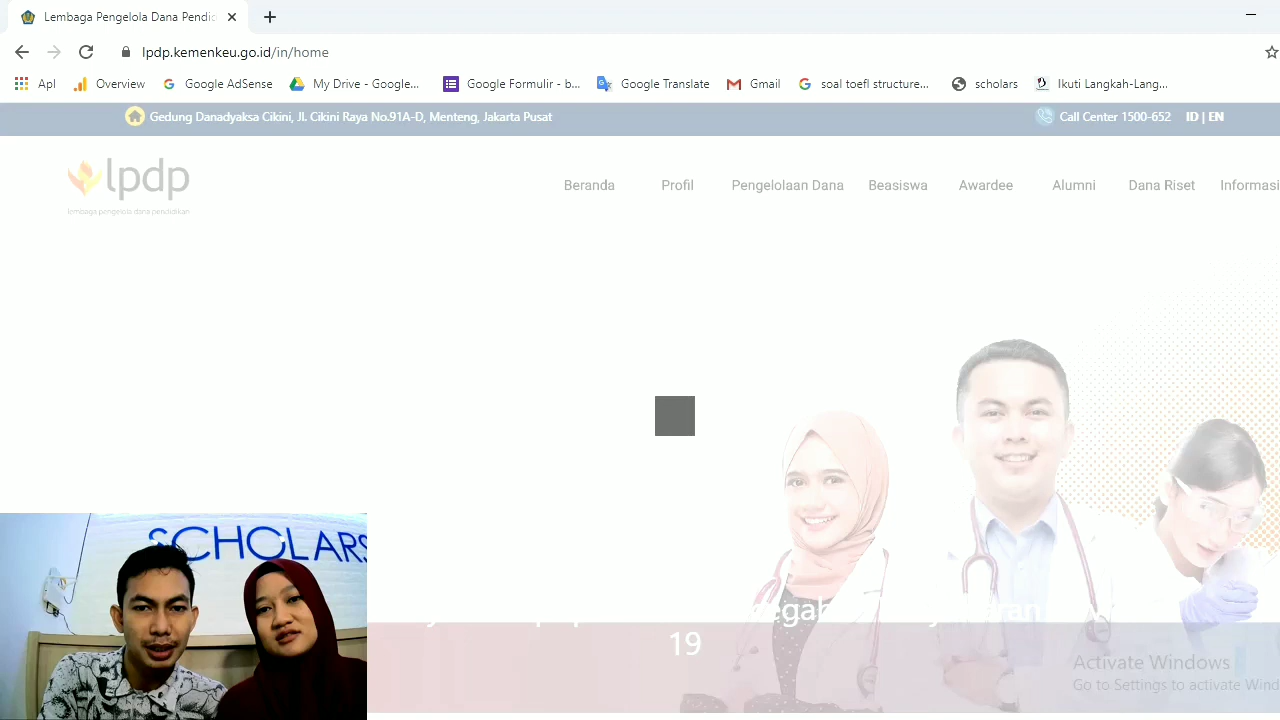 Lembaga Pengelola Dana Pendi
lpdp.kemenkeu.go.id/in/home
Apl
Overview
Google AdSense
My Drive - Google...
Google Formulir - b...
Google Translate
Gmail
soal toefl structure...
scholars
Ikuti Langkah-Lang...
Gedung Danadyaksa Cikini, Jl. Cikini Raya No.91A-D, Menteng, Jakarta Pusat
Call Center 1500-652
ID | EN
lpdp
lembaga pengelola dana pendidikan
Beranda
Profil
Pengelolaan Dana
Beasiswa
Awardee
Alumni
Dana Riset
Informasi
SCHOLARS
19
Activate Windows
Go to Settings to activate Wind